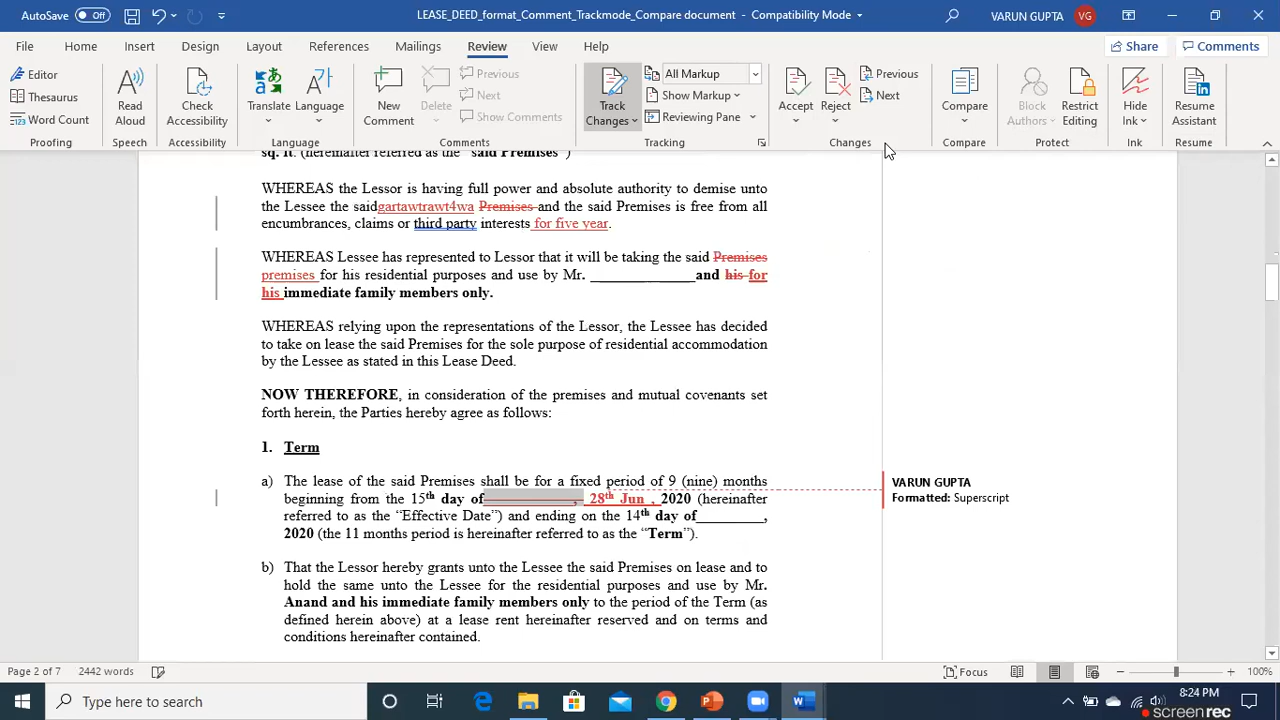 AutoSave Off LEASE_DEED_format_Comment_Trackmode_Compare document - Compatibility Mode VARUN GUPTA VG
File Home Insert Design Layout References Mailings Review View Help Share Comments
Editor
Thesaurus
Word Count
Proofing
Read Aloud
Speech
Check Accessibility
Accessibility
Translate
Language
Language
New Comment
Delete
Previous
Next
Show Comments
Comments
Track Changes
All Markup
Show Markup
Reviewing Pane
Tracking
Accept
Reject
Previous
Next
Changes
Compare
Compare
Block Authors
Restrict Editing
Protect
Hide Ink
Ink
Resume Assistant
Resume
sq. ft. (hereinafter referred to as the "said Premises")
WHEREAS the Lessor is having full power and absolute authority to demise unto
the Lessee the saidgartawtrawt4wa Premises and the said Premises is free from all
encumbrances, claims or third party interests for five year.
WHEREAS Lessee has represented to Lessor that it will be taking the said Premises
premises for his residential purposes and use by Mr. ______________and his for
his immediate family members only.
WHEREAS relying upon the representations of the Lessor, the Lessee has decided
to take on lease the said Premises for the sole purpose of residential accommodation
by the Lessee as stated in this Lease Deed.
NOW THEREFORE, in consideration of the premises and mutual covenants set
forth herein, the Parties hereby agree as follows:
1. Term
a) The lease of the said Premises shall be for a fixed period of 9 (nine) months
beginning from the 15th day of____________, 28th Jun , 2020 (hereinafter
referred to as the “Effective Date”) and ending on the 14th day of_________,
2020 (the 11 months period is hereinafter referred to as the “Term”).
VARUN GUPTA
Formatted: Superscript
b) That the Lessor hereby grants unto the Lessee the said Premises on lease and to
hold the same unto the Lessee for the residential purposes and use by Mr.
Anand and his immediate family members only to the period of the Term (as
defined herein above) at a lease rent hereinafter reserved and on terms and
conditions hereinafter contained.
Page 2 of 7 2442 words Focus 100%
Type here to search
8:24 PM
screenrec